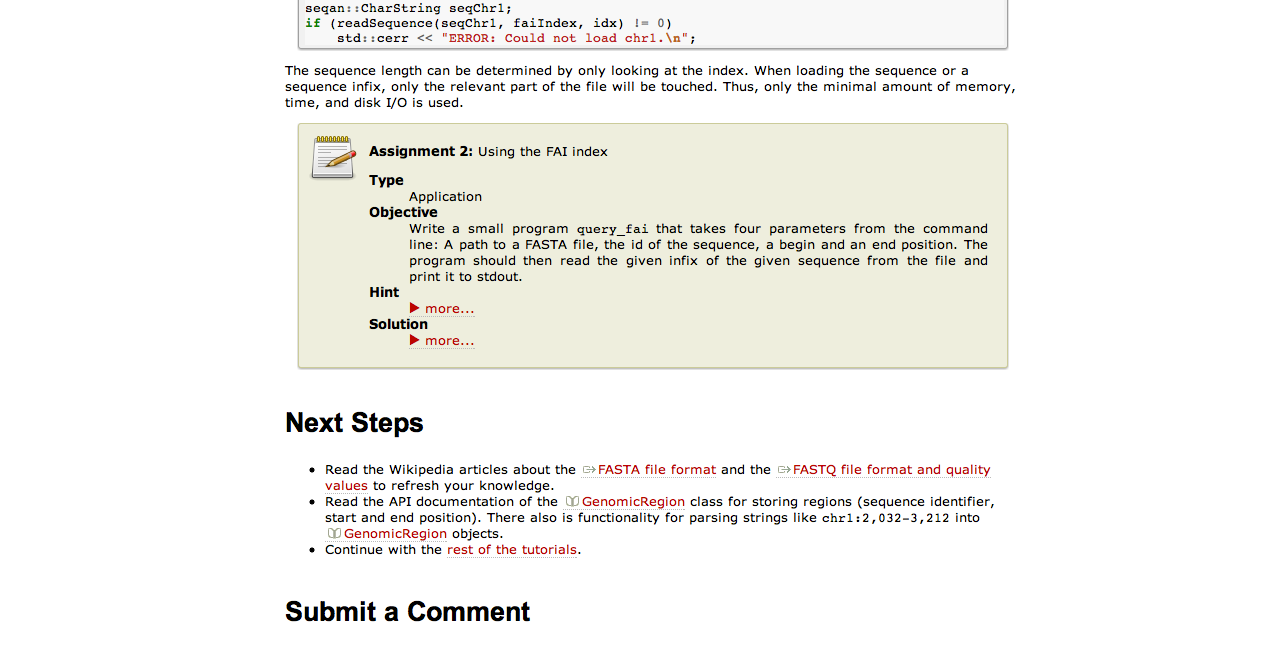 seqan::CharString seqChr1;
if (readSequence(seqChr1, faiIndex, idx) != 0)
    std::cerr << "ERROR: Could not load chr1.\n";
The sequence length can be determined by only looking at the index. When loading the sequence or a
sequence infix, only the relevant part of the file will be touched. Thus, only the minimal amount of memory,
time, and disk I/O is used.
Assignment 2: Using the FAI index
Type
Application
Objective
Write a small program query_fai that takes four parameters from the command
line: A path to a FASTA file, the id of the sequence, a begin and an end position. The
program should then read the given infix of the given sequence from the file and
print it to stdout.
Hint
▶ more...
Solution
▶ more...
Next Steps
• Read the Wikipedia articles about the FASTA file format and the FASTQ file format and quality
values to refresh your knowledge.
• Read the API documentation of the GenomicRegion class for storing regions (sequence identifier,
start and end position). There also is functionality for parsing strings like chr1:2,032-3,212 into
GenomicRegion objects.
• Continue with the rest of the tutorials.
Submit a Comment